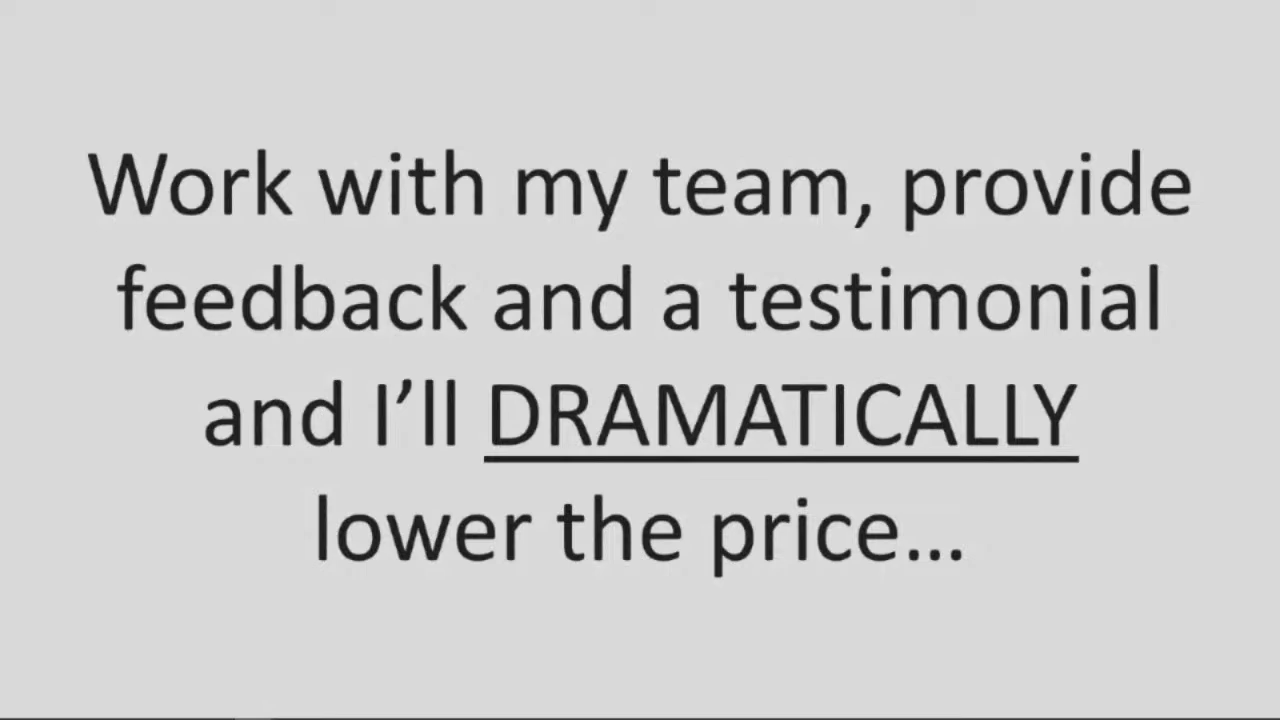 Work with my team, provide
feedback and a testimonial
and I’ll DRAMATICALLY
lower the price…